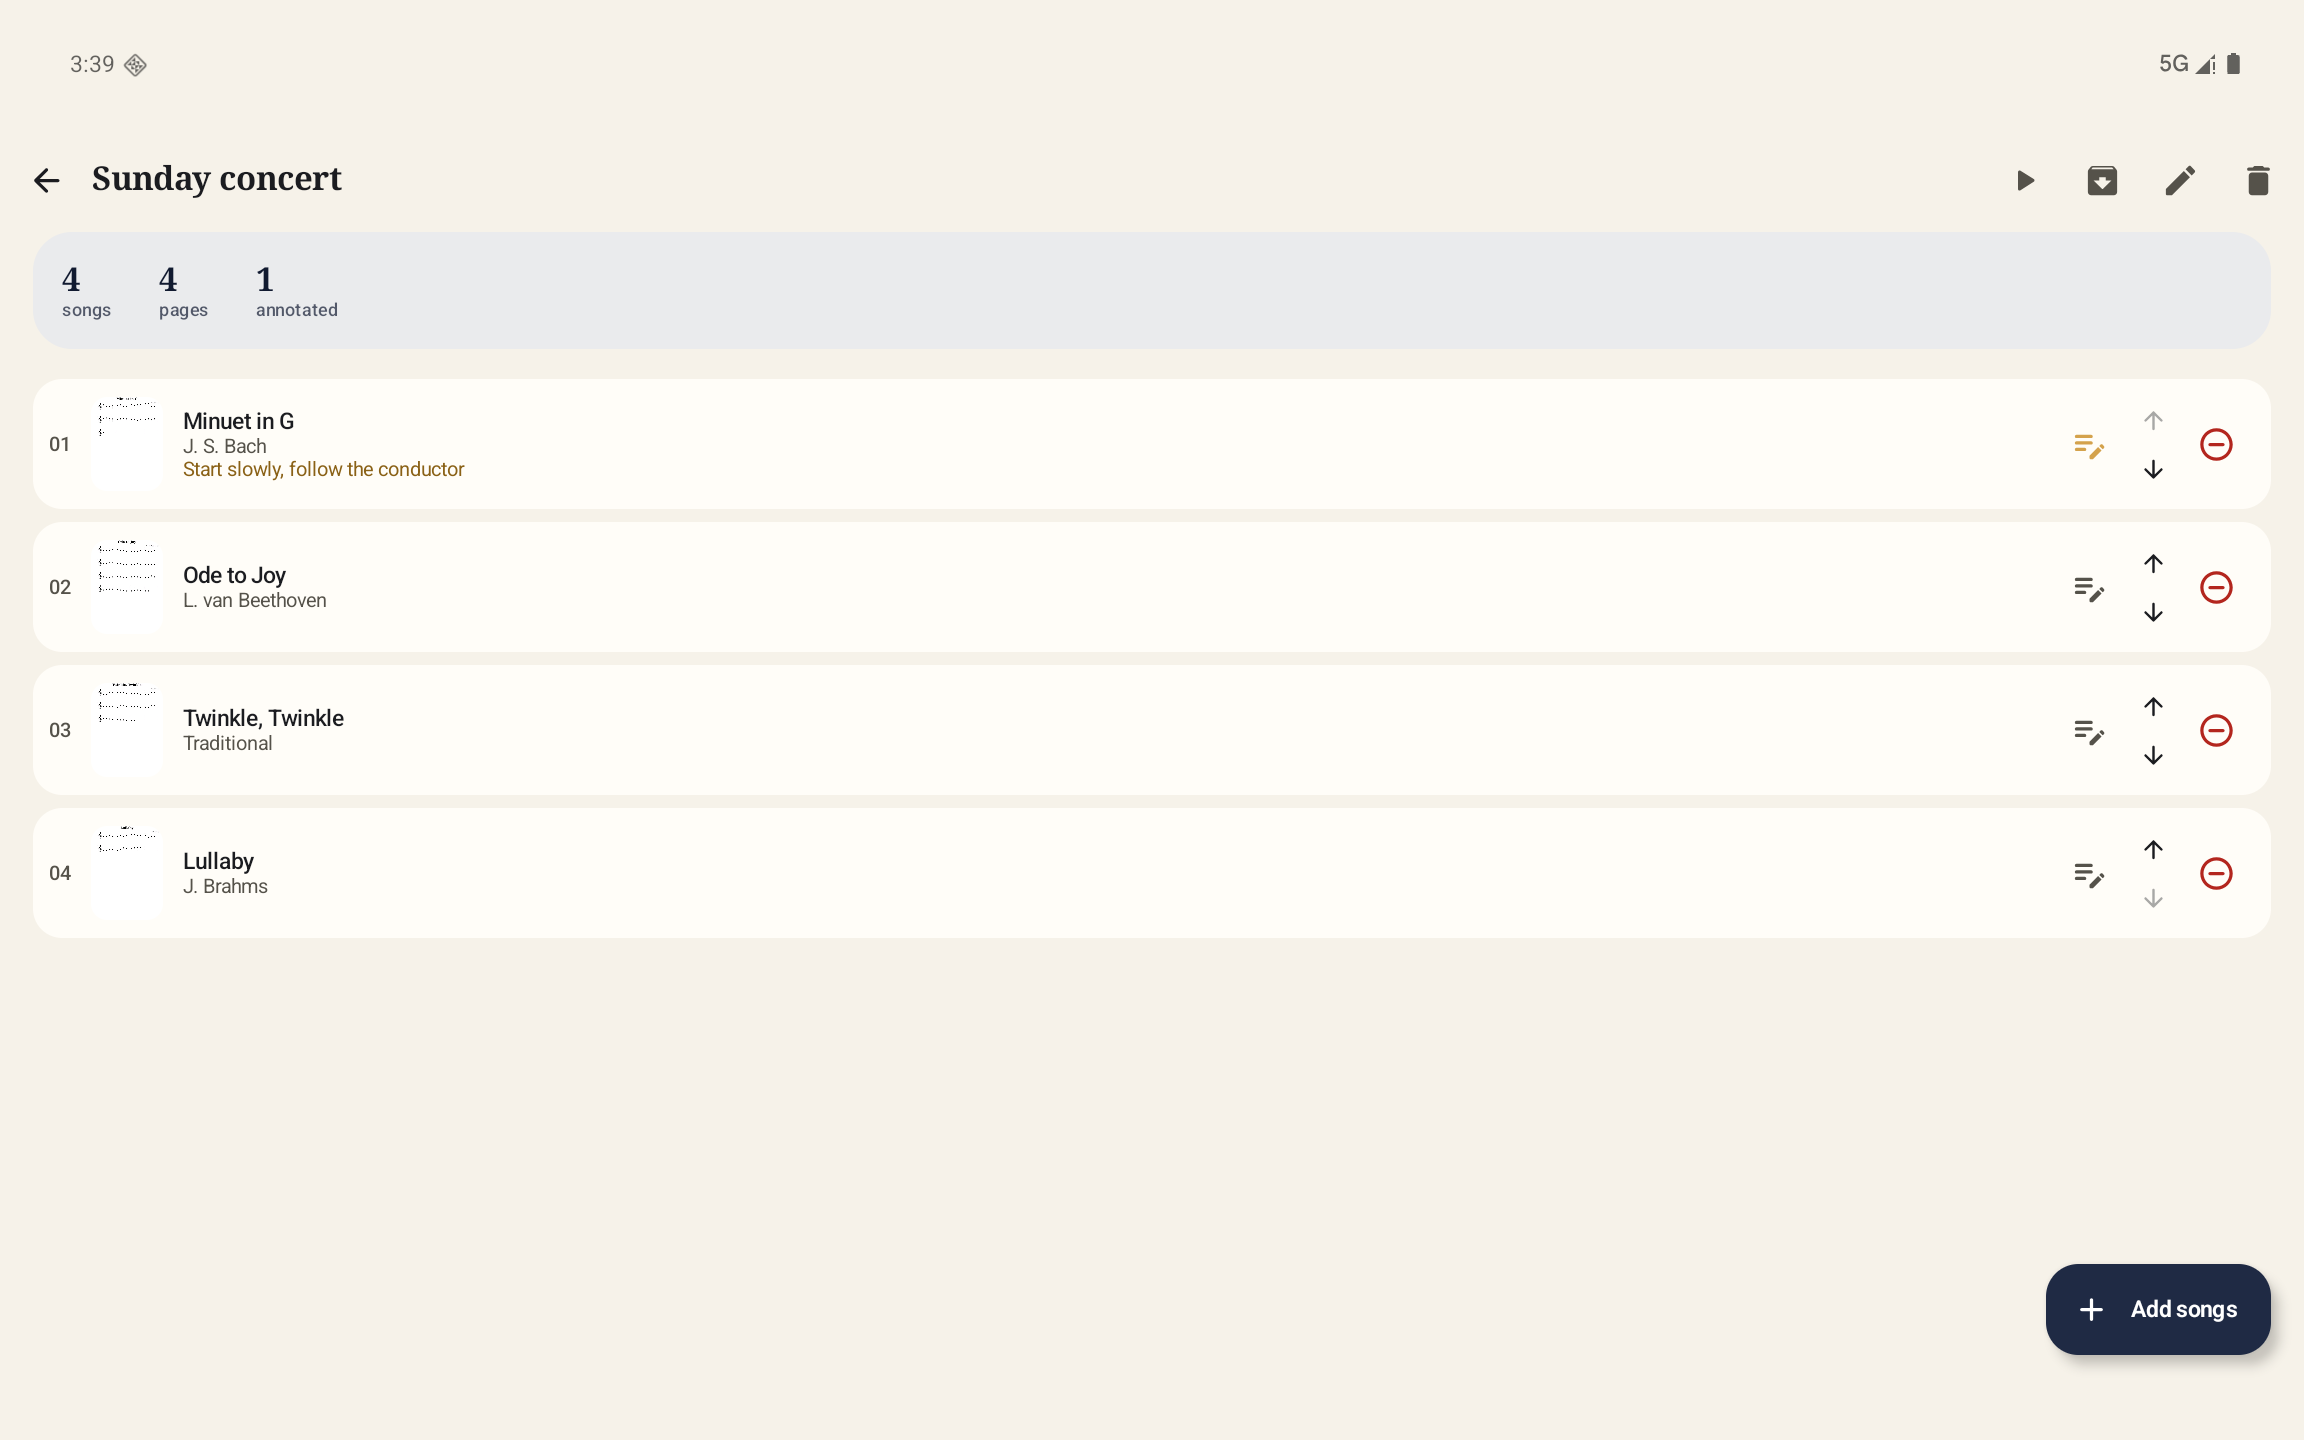 3:39
5G
Sunday concert
4 songs
4 pages
1 annotated
01
Minuet in G
J. S. Bach
Start slowly, follow the conductor
02
Ode to Joy
L. van Beethoven
03
Twinkle, Twinkle
Traditional
04
Lullaby
J. Brahms
Add songs